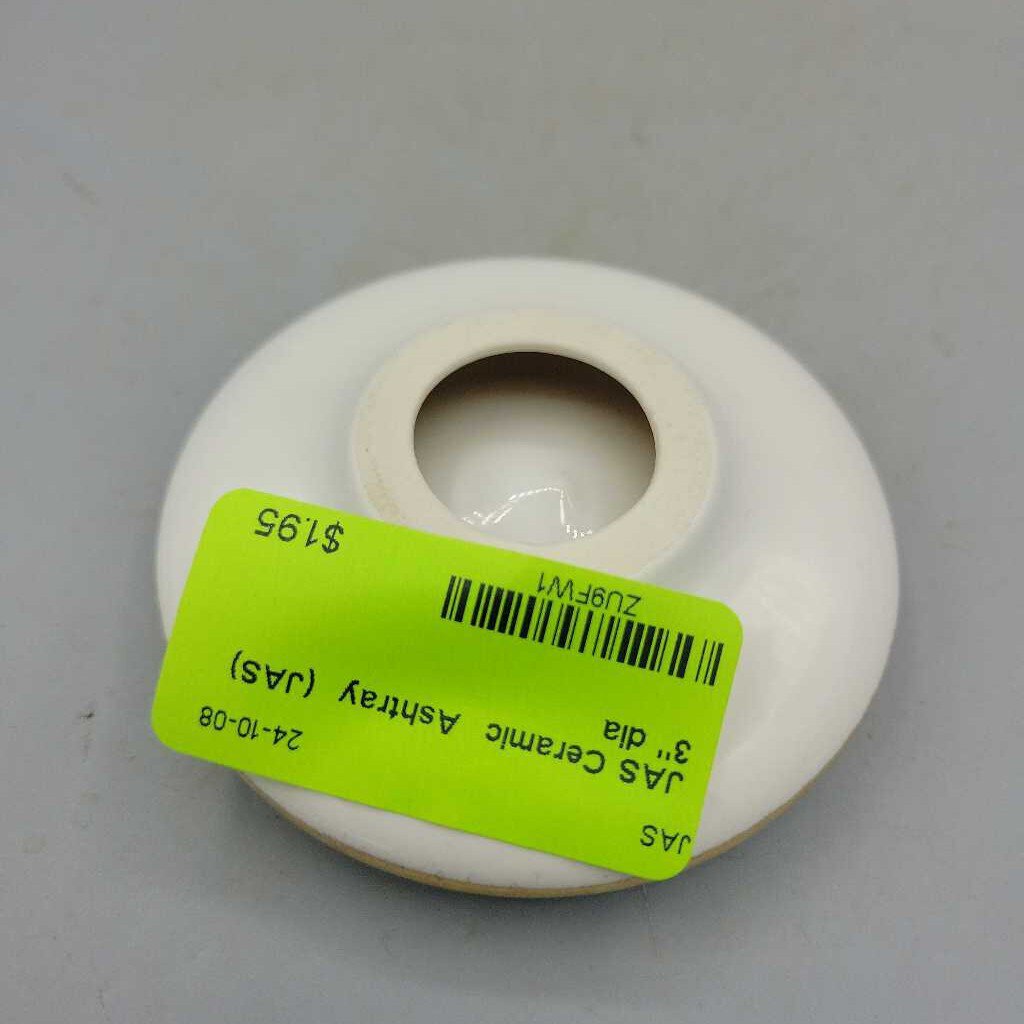 JAS
JAS Ceramic Ashtray (JAS)
3" dia
24-10-08
ZU9FW1
$1.95